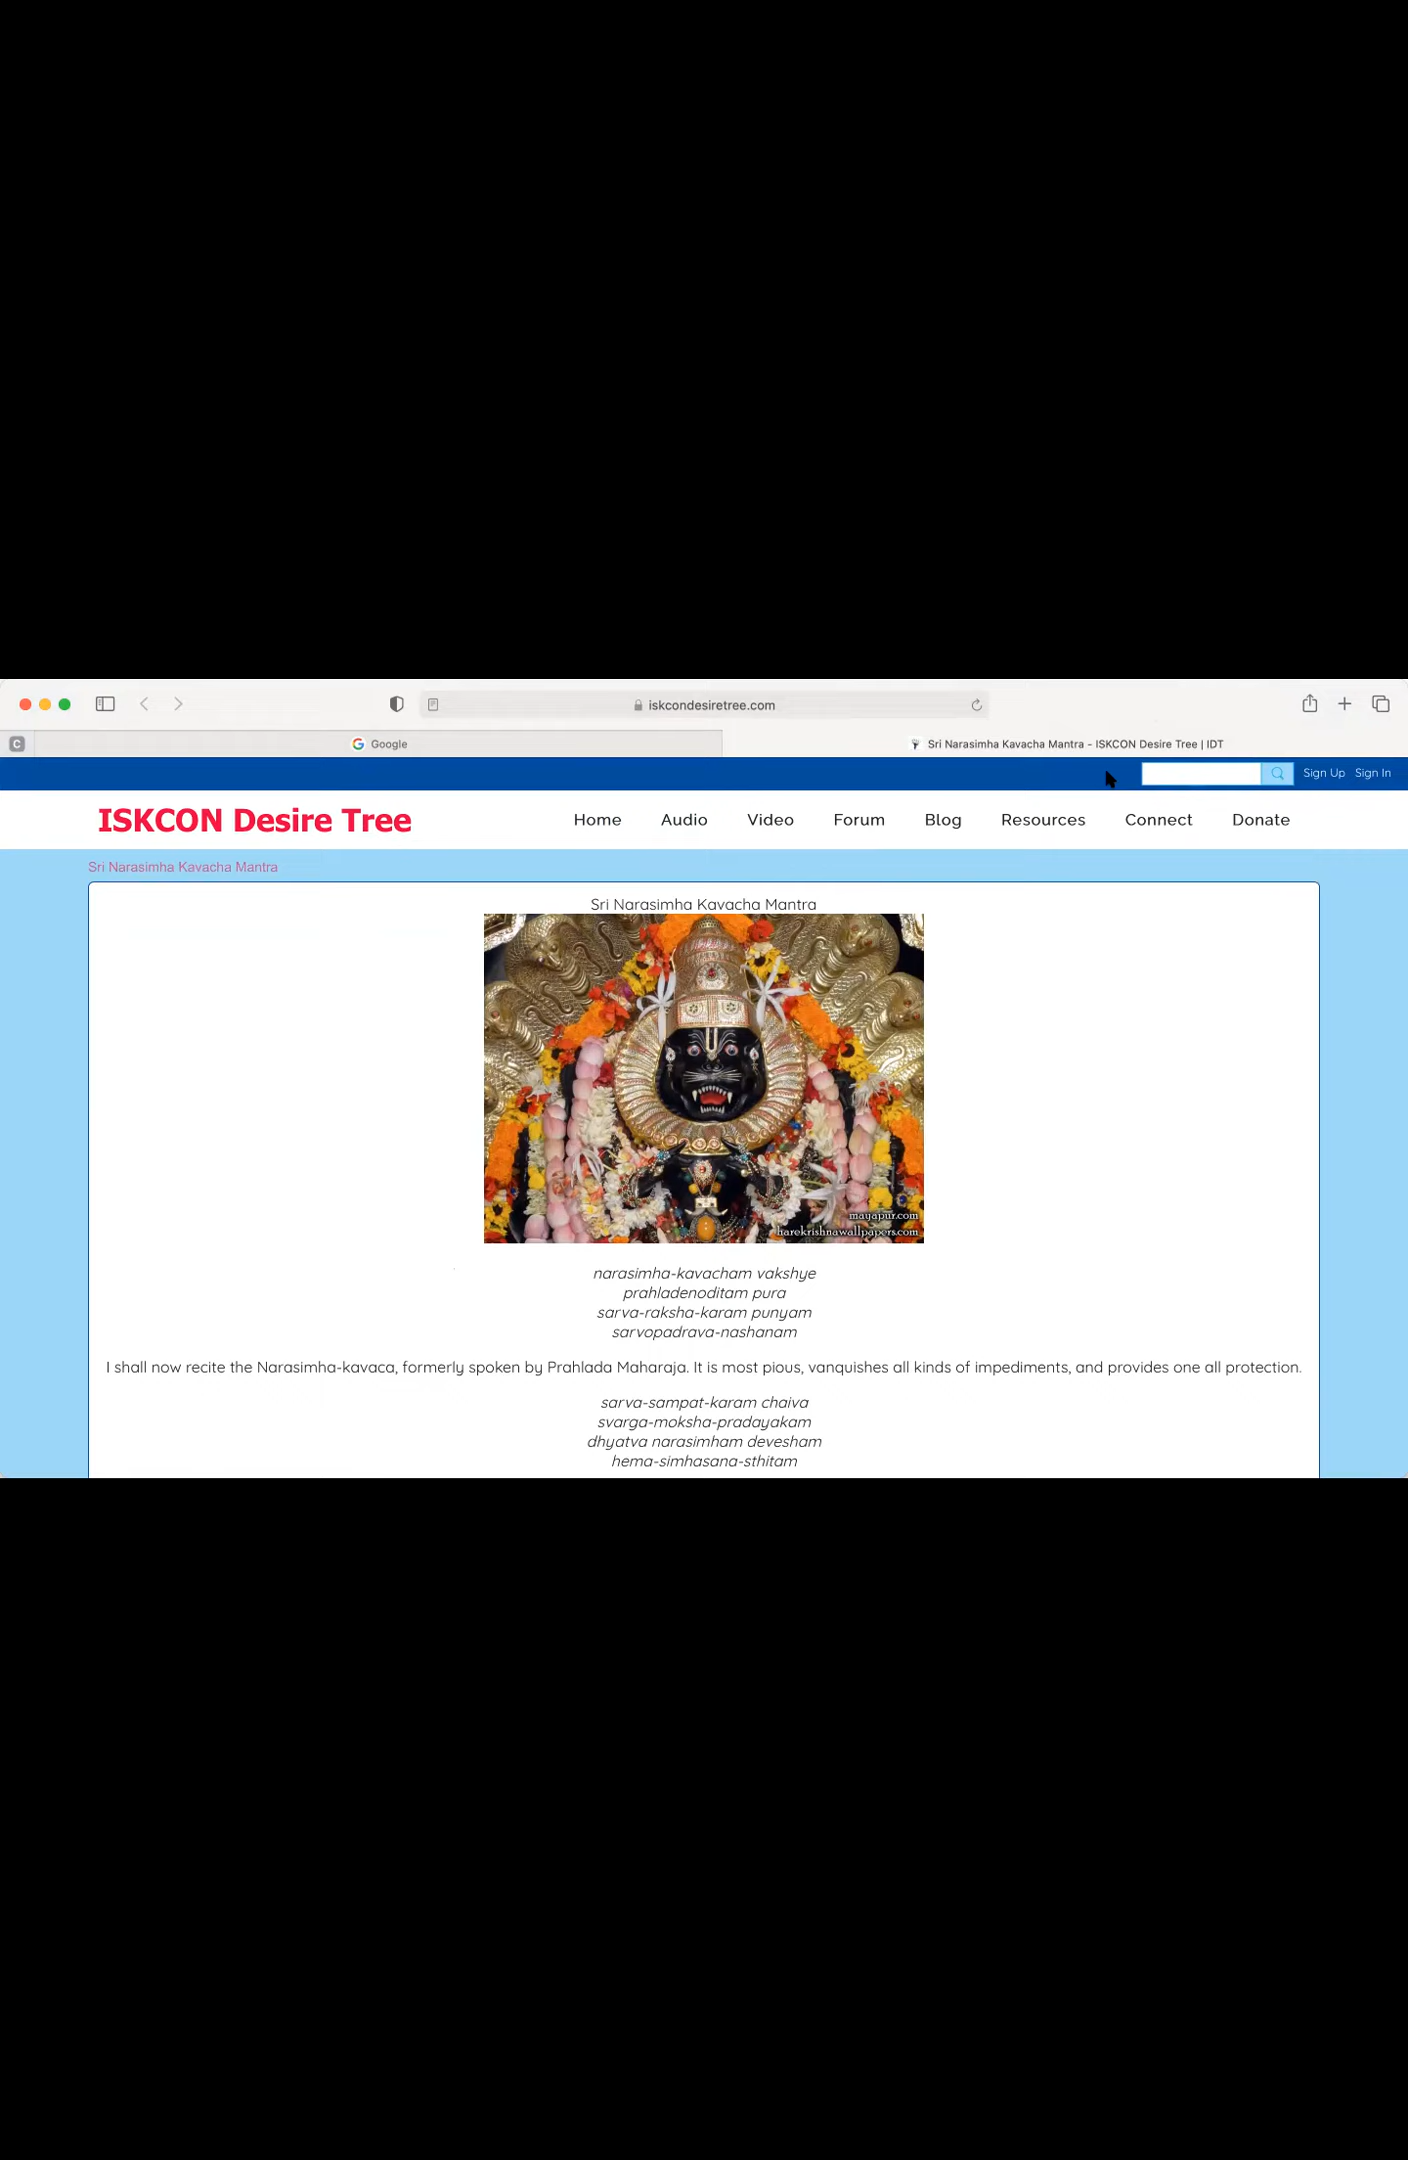 iskcondesiretree.com
C
Google
Sri Narasimha Kavacha Mantra - ISKCON Desire Tree | IDT
Sign Up Sign In
ISKCON Desire Tree
Home Audio Video Forum Blog Resources Connect Donate
Sri Narasimha Kavacha Mantra
Sri Narasimha Kavacha Mantra
mayapur.com
harekrishnawallpapers.com
narasimha-kavacham vakshye
prahladenoditam pura
sarva-raksha-karam punyam
sarvopadrava-nashanam
I shall now recite the Narasimha-kavaca, formerly spoken by Prahlada Maharaja. It is most pious, vanquishes all kinds of impediments, and provides one all protection.
sarva-sampat-karam chaiva
svarga-moksha-pradayakam
dhyatva narasimham devesham
hema-simhasana-sthitam